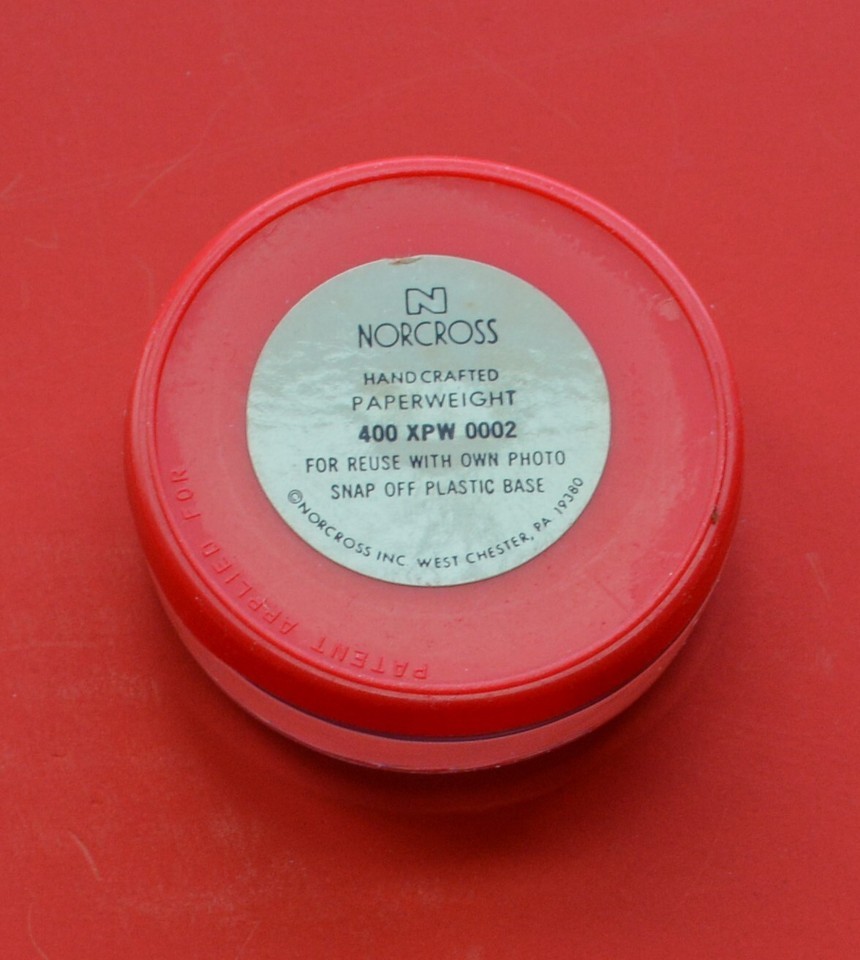 N
NORCROSS
HANDCRAFTED
PAPERWEIGHT
400 XPW 0002
FOR REUSE WITH OWN PHOTO
SNAP OFF PLASTIC BASE
©NORCROSS INC. WEST CHESTER, PA 19380
PATENT APPLIED FOR